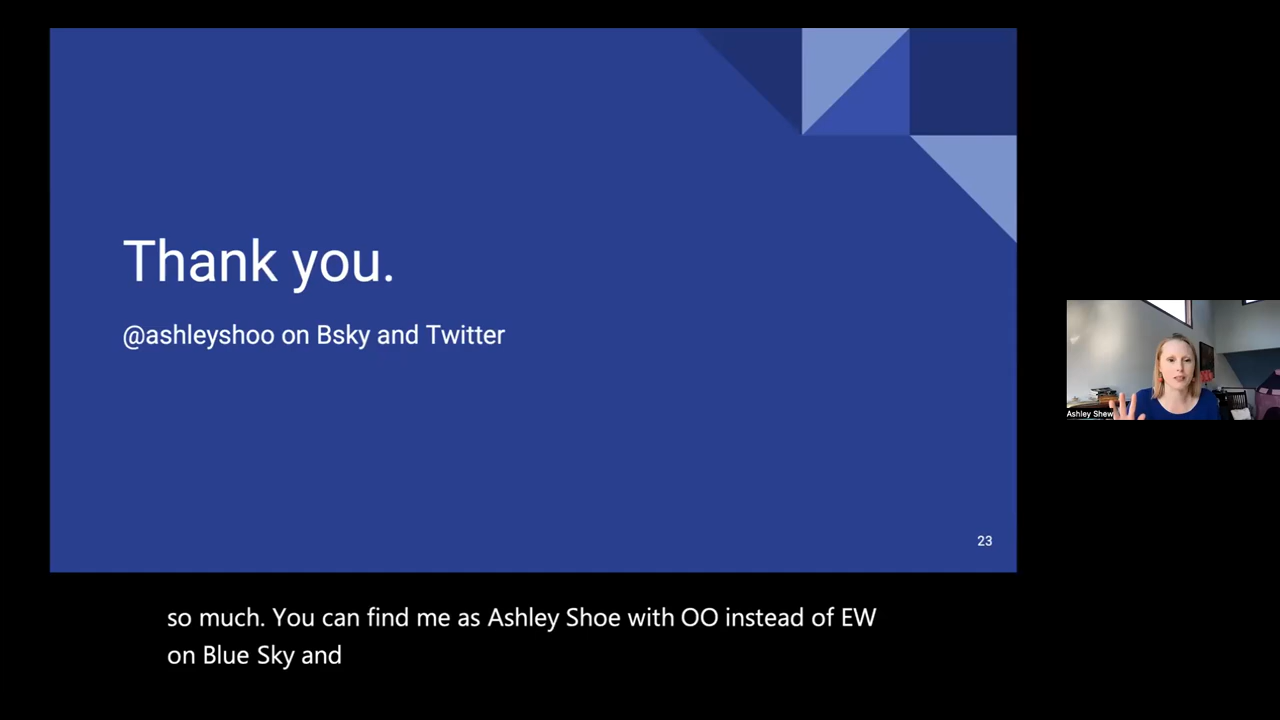 Thank you.
@ashleyshoo on Bsky and Twitter
23
Ashley Shew
so much. You can find me as Ashley Shoe with OO instead of EW
on Blue Sky and